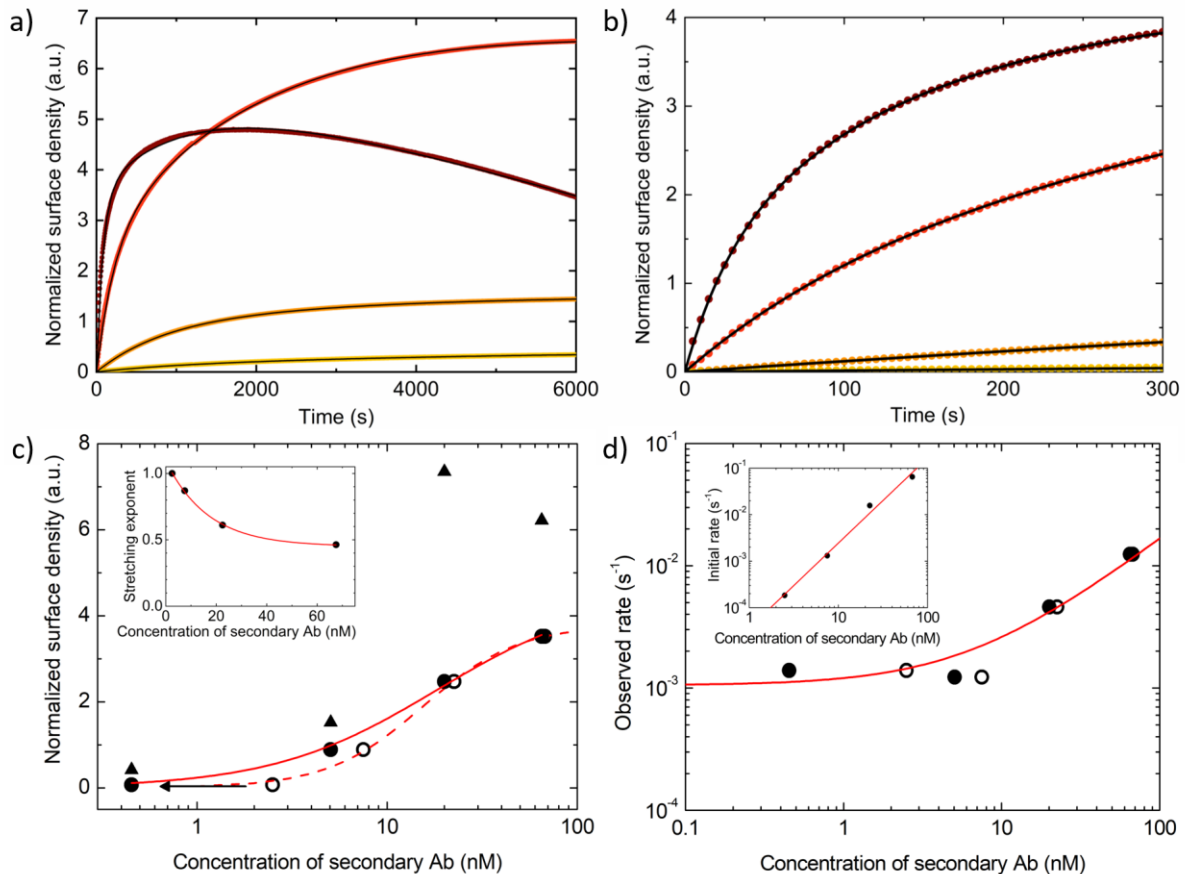 a)
Normalized surface density (a.u.)
7
6
5
4
3
2
1
0
0 2000 4000 6000
Time (s)
b)
Normalized surface density (a.u.)
4
3
2
1
0
0 100 200 300
Time (s)
c)
Normalized surface density (a.u.)
8
7
6
5
4
3
2
1
0
1 10 100
Concentration of secondary Ab (nM)
Stretching exponent
1.0
0.5
0.0
0 20 40 60
Concentration of secondary Ab (nM)
d)
Observed rate (s⁻¹)
10⁻¹
10⁻²
10⁻³
10⁻⁴
0.1 1 10 100
Concentration of secondary Ab (nM)
Initial rate (s⁻¹)
10⁻¹
10⁻²
10⁻³
10⁻⁴
1 10 100
Concentration of secondary Ab (nM)